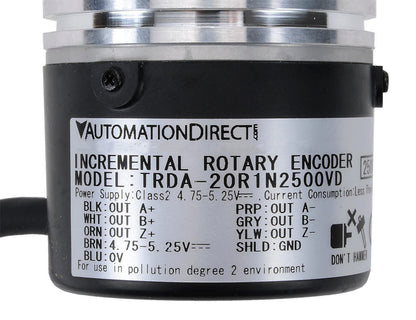 AUTOMATIONDIRECT
INCREMENTAL ROTARY ENCODER
MODEL:TRDA-20R1N2500VD
Power Supply:Class2 4.75-5.25V⎓, Current Consumption:Less
BLK:OUT A+ PRP:OUT A-
WHT:OUT B+ GRY:OUT B-
ORN:OUT Z+ YLW:OUT Z-
BRN:4.75-5.25V⎓ SHLD:GND
BLU:0V
For use in pollution degree 2 environment
DON'T HAMMER